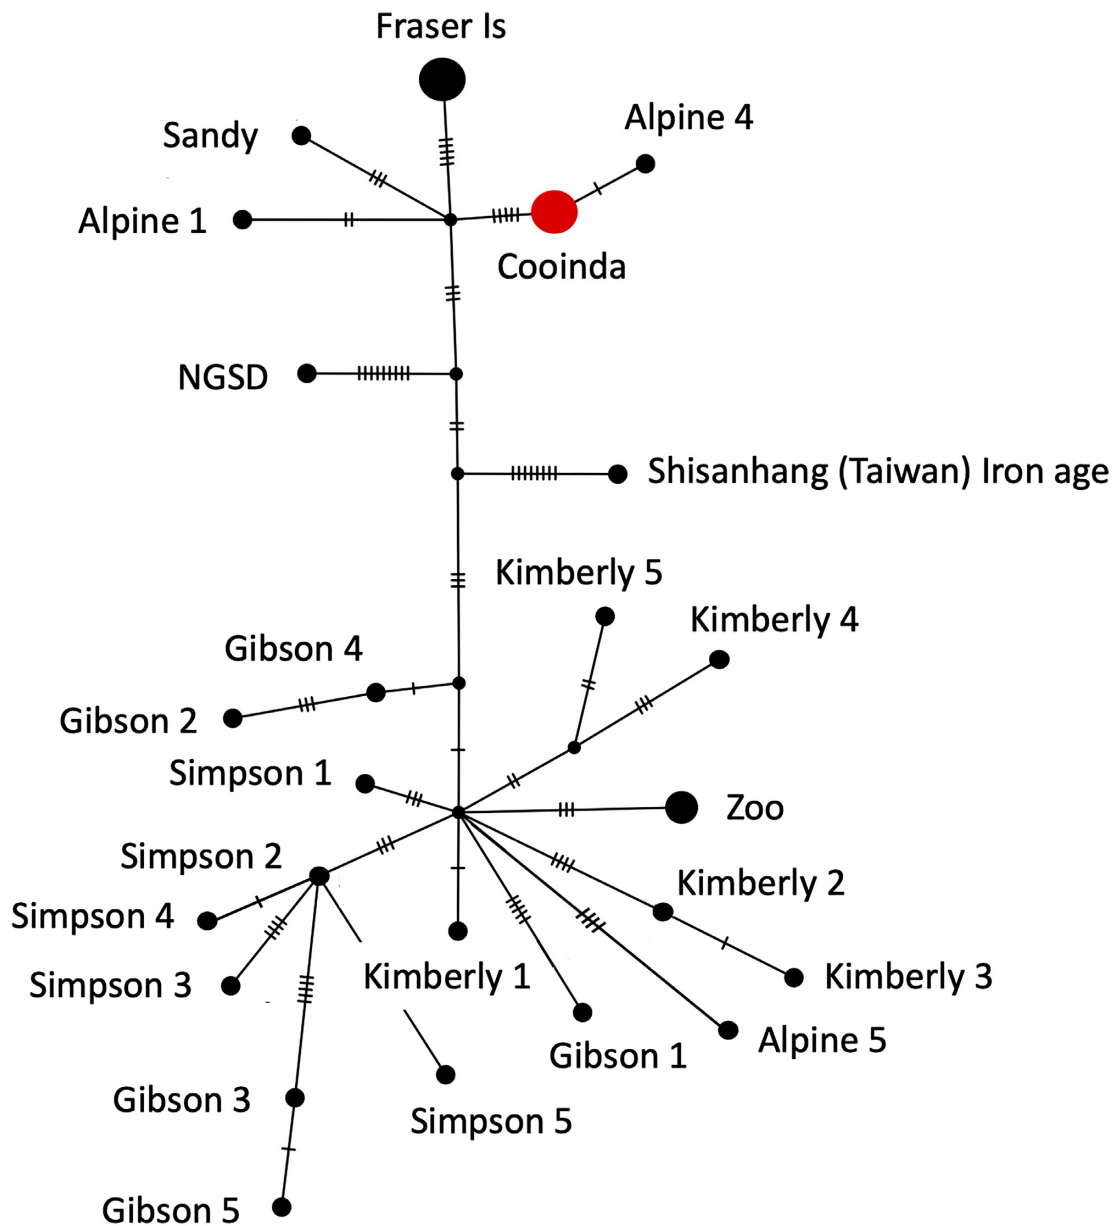 Fraser Is
Alpine 4
Sandy
Alpine 1
Cooinda
NGSD
Shisanhang (Taiwan) Iron age
Kimberly 5
Kimberly 4
Gibson 4
Gibson 2
Simpson 1
Zoo
Simpson 2
Kimberly 2
Simpson 4
Kimberly 1
Kimberly 3
Simpson 3
Alpine 5
Gibson 1
Gibson 3
Simpson 5
Gibson 5